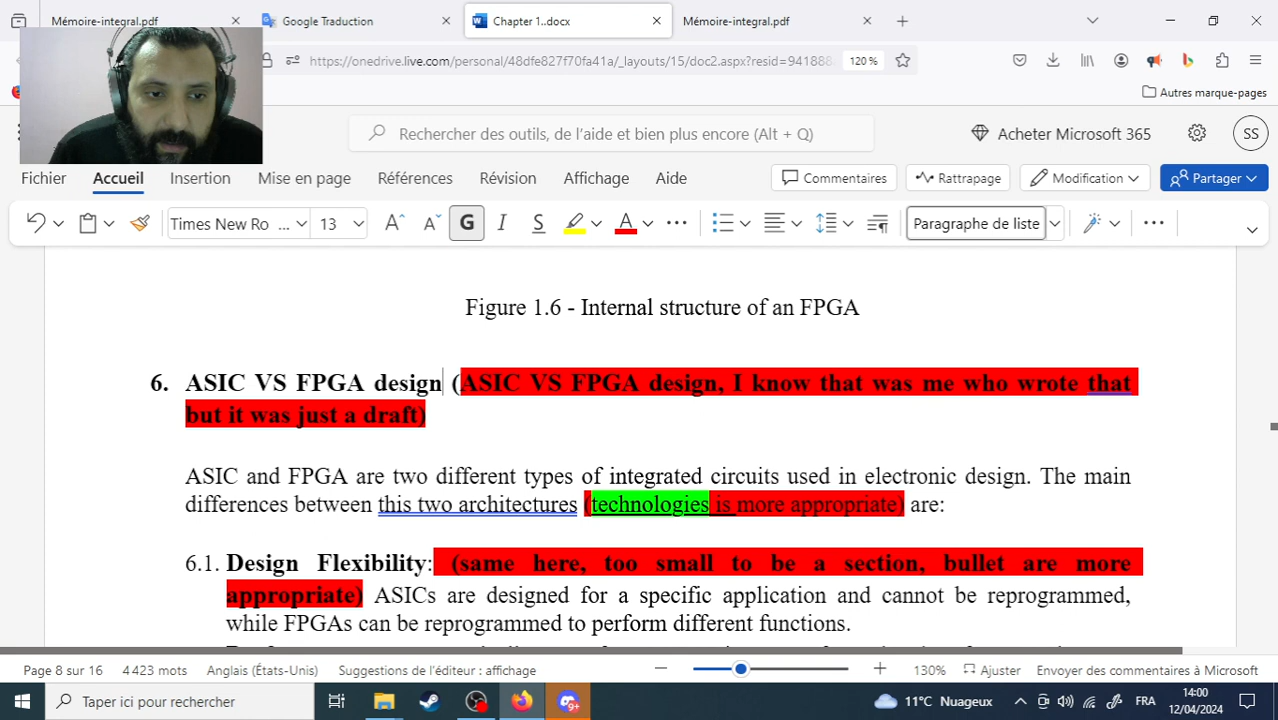 Mémoire-integral.pdf
Google Traduction
Chapter 1..docx
Mémoire-integral.pdf
https://onedrive.live.com/personal/48dfe827f70fa41a/_layouts/15/doc2.aspx?resid=941888
120 %
Autres marque-pages
Rechercher des outils, de l'aide et bien plus encore (Alt + Q)
Acheter Microsoft 365
SS
Fichier Accueil Insertion Mise en page Références Révision Affichage Aide
Commentaires Rattrapage Modification Partager
Times New Ro ... 13 G I S A Paragraphe de liste
Figure 1.6 - Internal structure of an FPGA
6. ASIC VS FPGA design (ASIC VS FPGA design, I know that was me who wrote that
but it was just a draft)
ASIC and FPGA are two different types of integrated circuits used in electronic design. The main
differences between this two architectures (technologies is more appropriate) are:
6.1. Design Flexibility: (same here, too small to be a section, bullet are more
appropriate) ASICs are designed for a specific application and cannot be reprogrammed,
while FPGAs can be reprogrammed to perform different functions.
Page 8 sur 16 4 423 mots Anglais (États-Unis) Suggestions de l'éditeur : affichage 130% Ajuster Envoyer des commentaires à Microsoft
Taper ici pour rechercher 9+ 11°C Nuageux FRA 14:00
12/04/2024